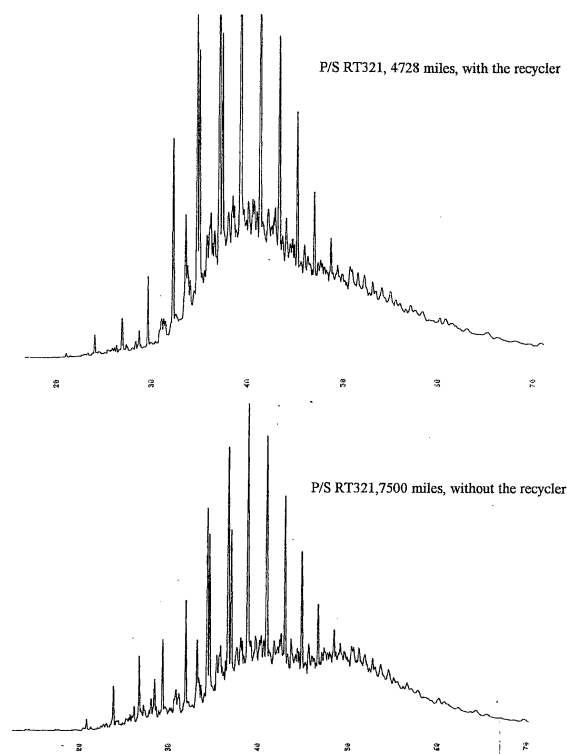 P/S RT321, 4728 miles, with the recycler
20 30 40 50 60 70
P/S RT321,7500 miles, without the recycler
20 30 40 50 60 70